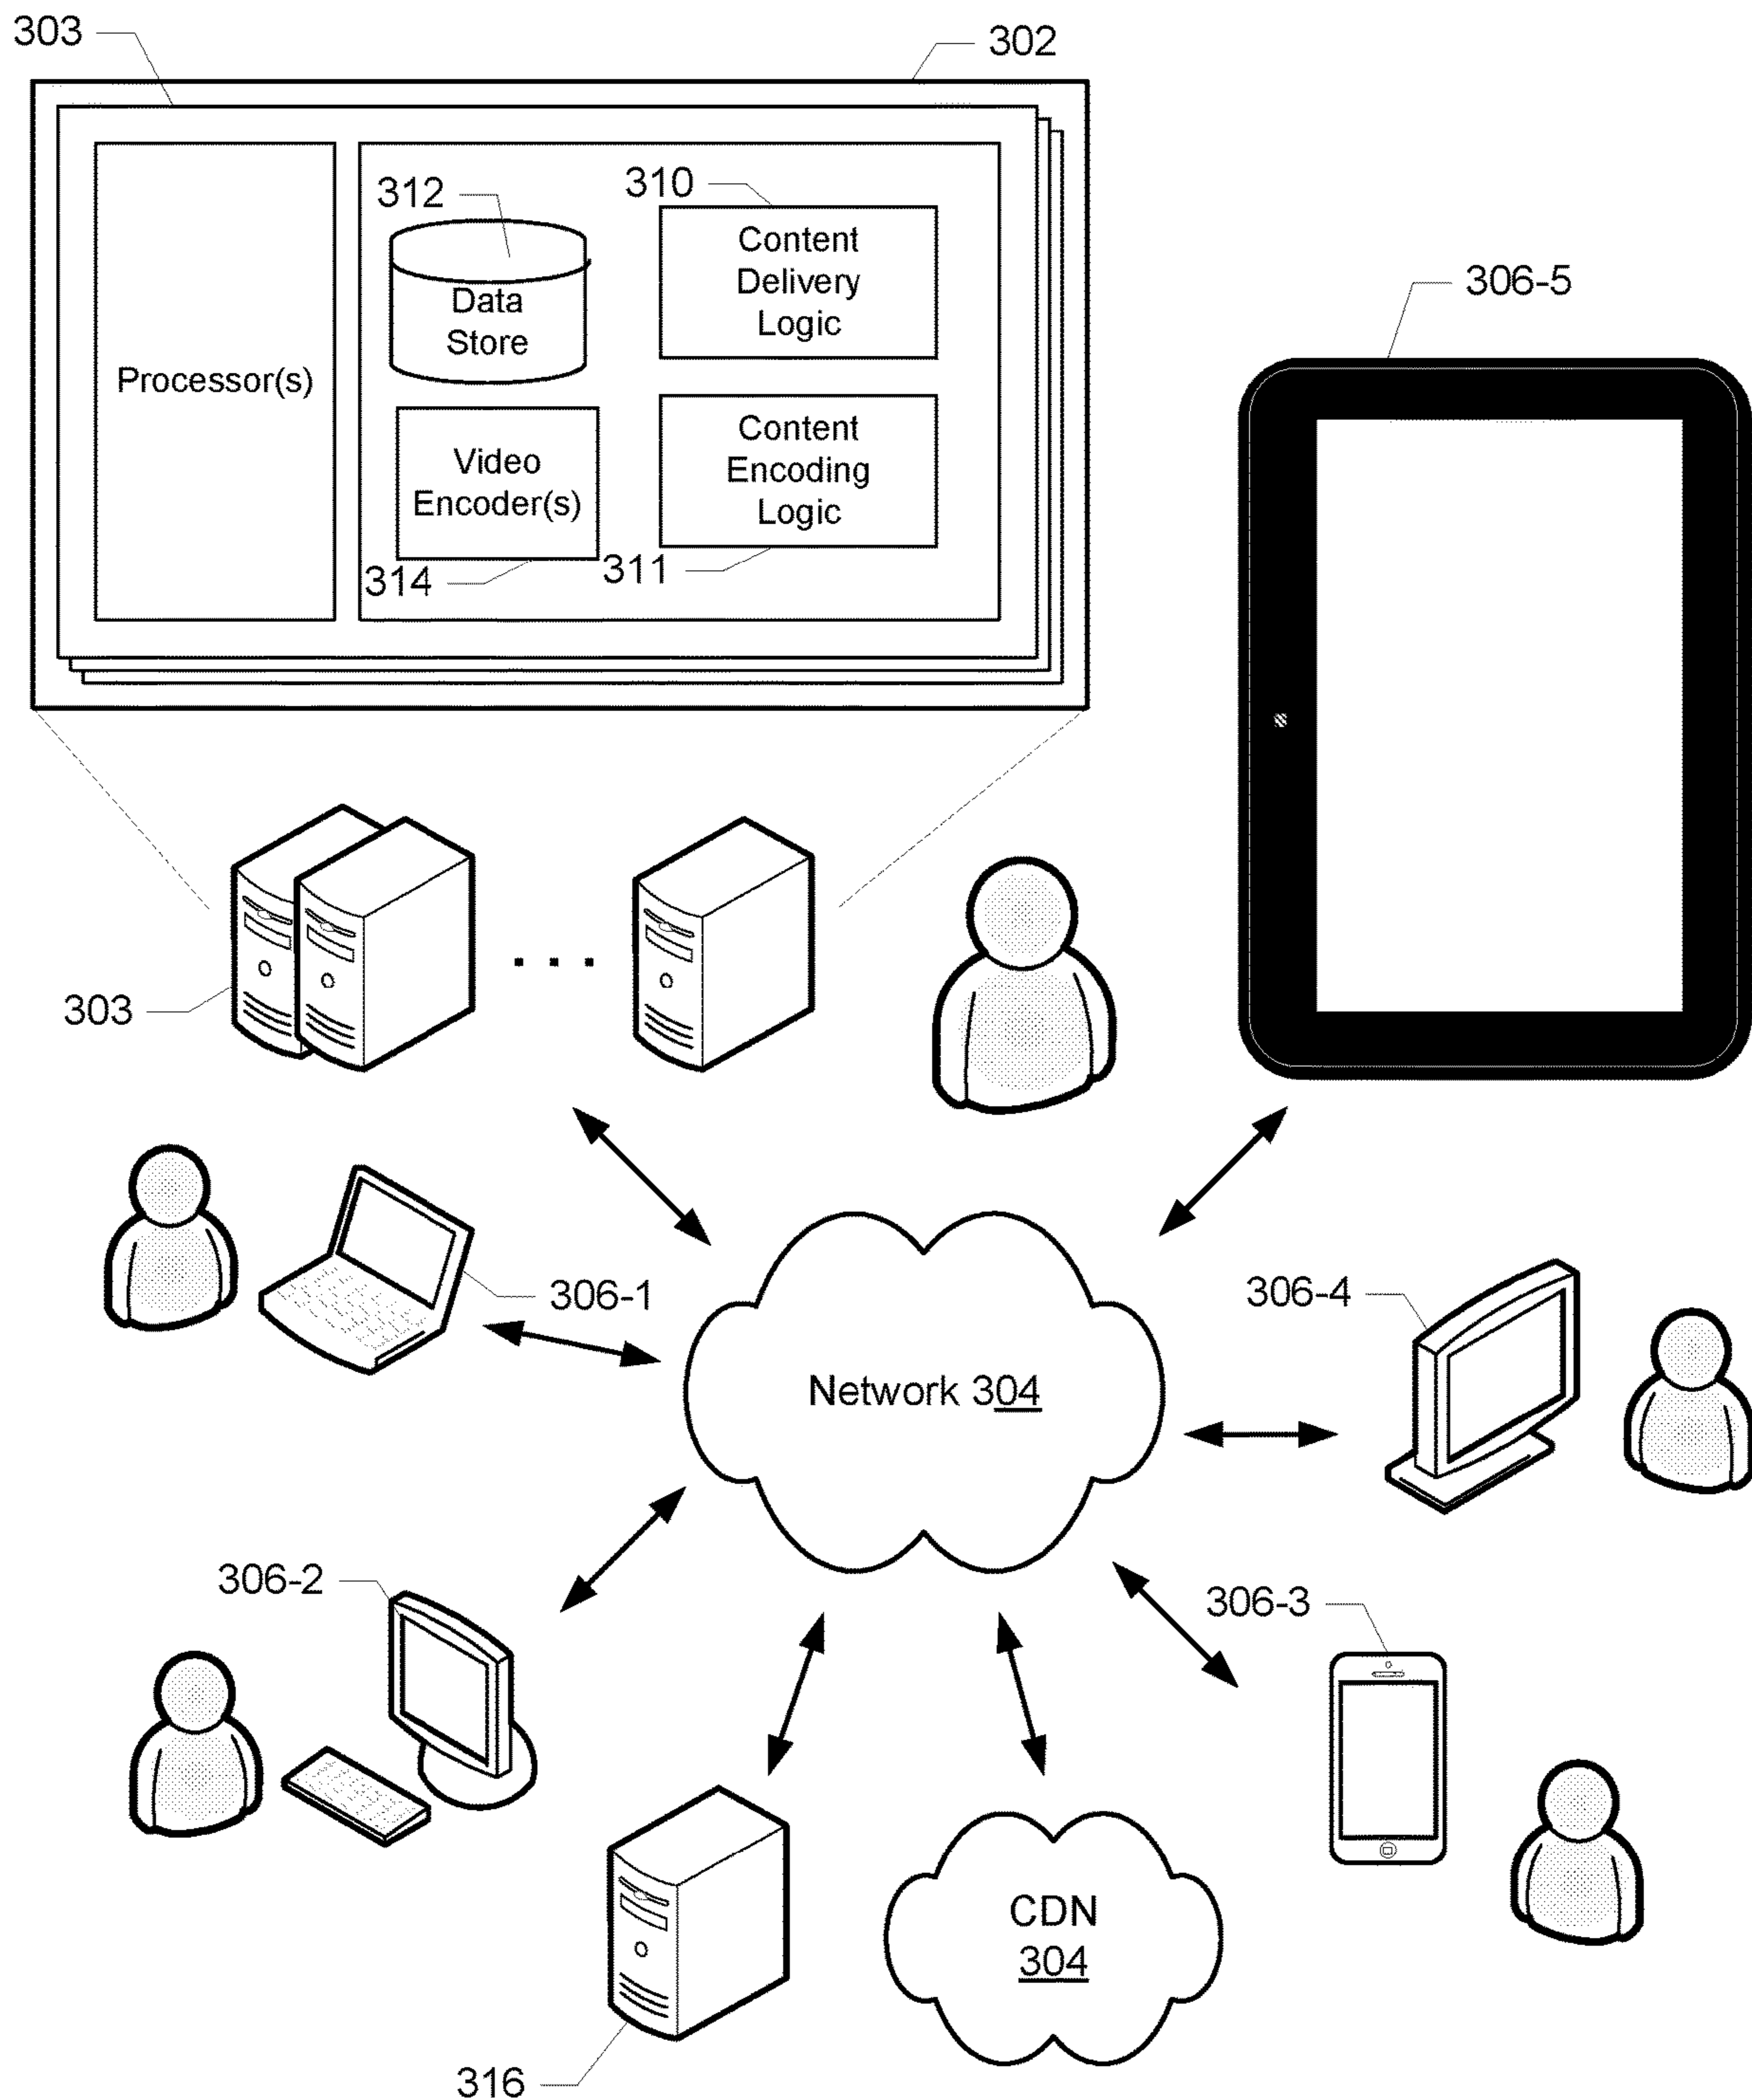 303
302
312
310
Content
Delivery
Logic
Data
Store
306-5
Processor(s)
Content
Encoding
Logic
Video
Encoder(s)
314
311
303
306-1
306-4
Network 304
306-2
306-3
CDN
304
316